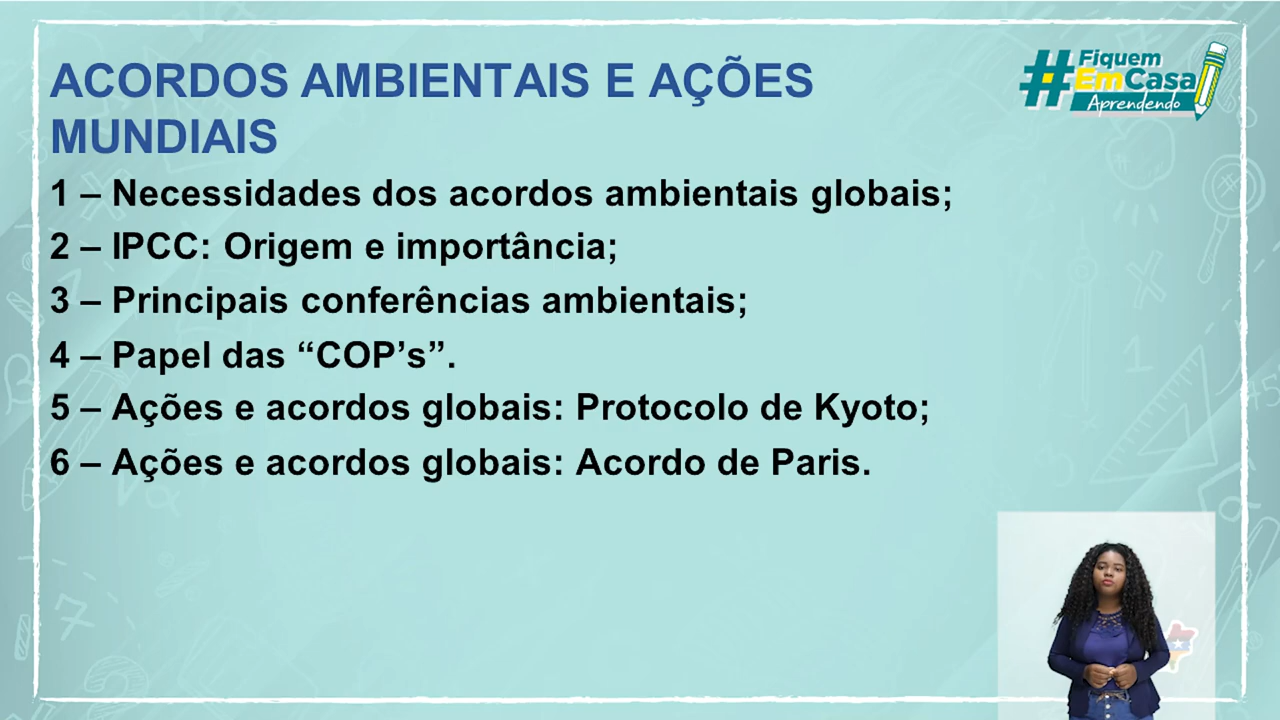 ACORDOS AMBIENTAIS E AÇÕES
MUNDIAIS
1 – Necessidades dos acordos ambientais globais;
2 – IPCC: Origem e importância;
3 – Principais conferências ambientais;
4 – Papel das “COP’s”.
5 – Ações e acordos globais: Protocolo de Kyoto;
6 – Ações e acordos globais: Acordo de Paris.
#Fiquem
EmCasa
Aprendendo